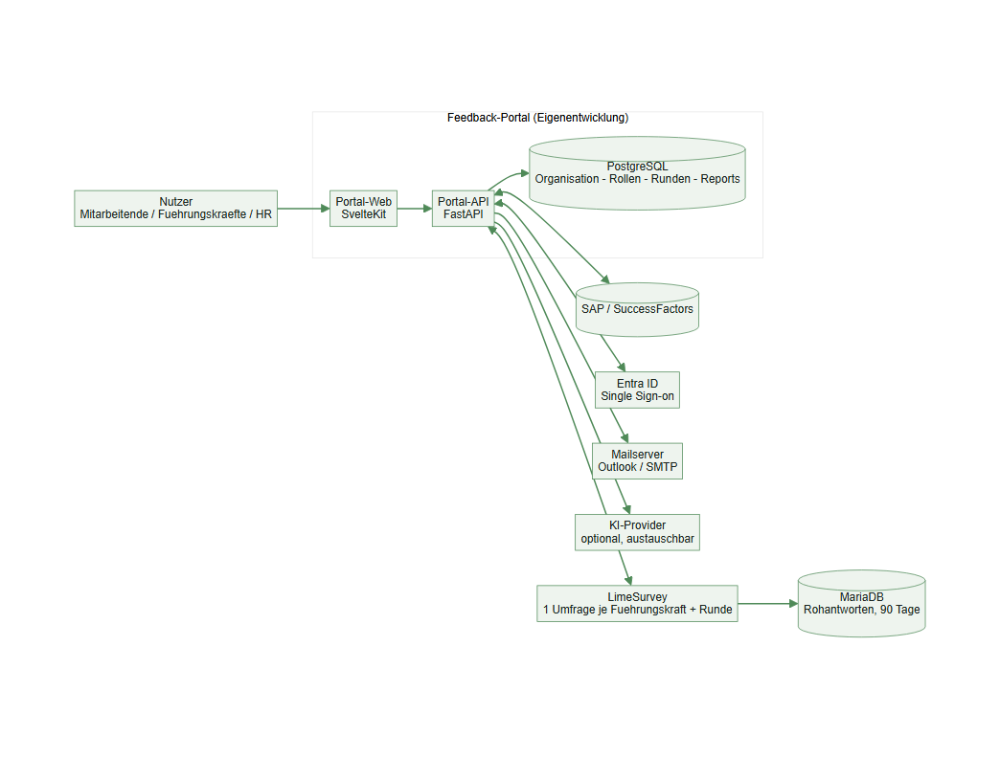 Feedback-Portal (Eigenentwicklung)
PostgreSQL
Organisation - Rollen - Runden - Reports
Nutzer
Mitarbeitende / Fuehrungskraefte / HR
Portal-Web
SvelteKit
Portal-API
FastAPI
SAP / SuccessFactors
Entra ID
Single Sign-on
Mailserver
Outlook / SMTP
KI-Provider
optional, austauschbar
LimeSurvey
1 Umfrage je Fuehrungskraft + Runde
MariaDB
Rohantworten, 90 Tage